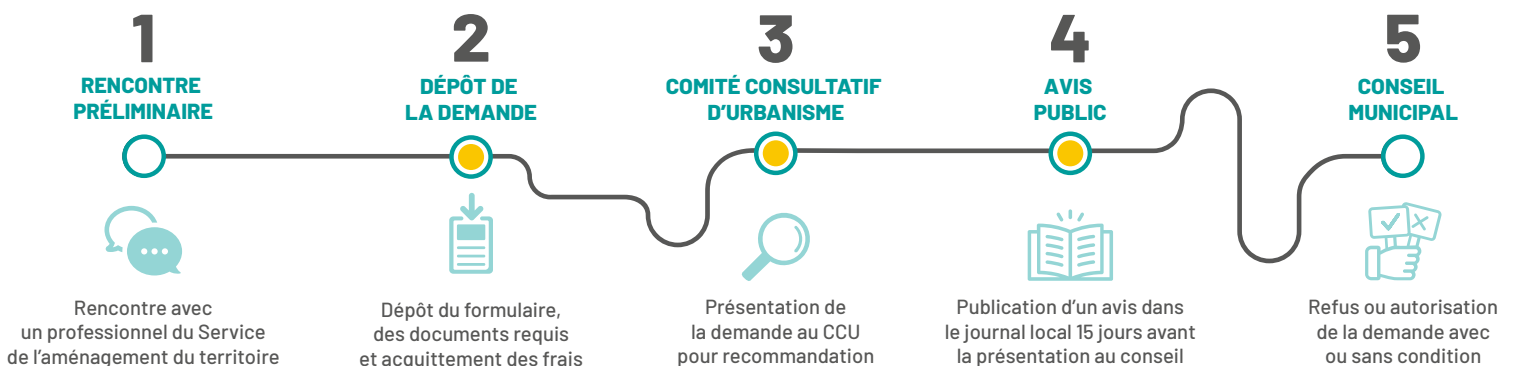 1
RENCONTRE
PRÉLIMINAIRE
Rencontre avec
un professionnel du Service
de l'aménagement du territoire
2
DÉPÔT DE
LA DEMANDE
Dépôt du formulaire,
des documents requis
et acquittement des frais
3
COMITÉ CONSULTATIF
D'URBANISME
Présentation de
la demande au CCU
pour recommandation
4
AVIS
PUBLIC
Publication d'un avis dans
le journal local 15 jours avant
la présentation au conseil
5
CONSEIL
MUNICIPAL
Refus ou autorisation
de la demande avec
ou sans condition